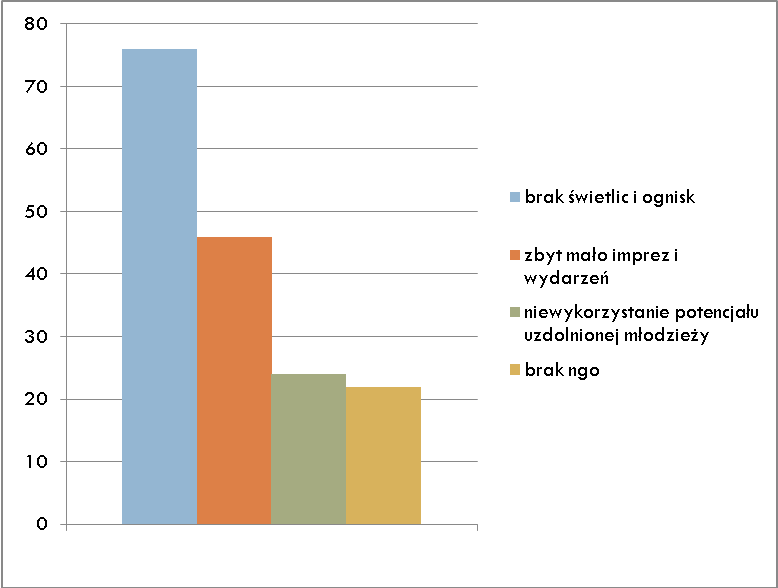 80
70
60
50
40
30
20
10
0
brak świetlic i ognisk
zbyt mało imprez i
wydarzeń
niewykorzystanie potencjału
uzdolnionej młodzieży
brak ngo